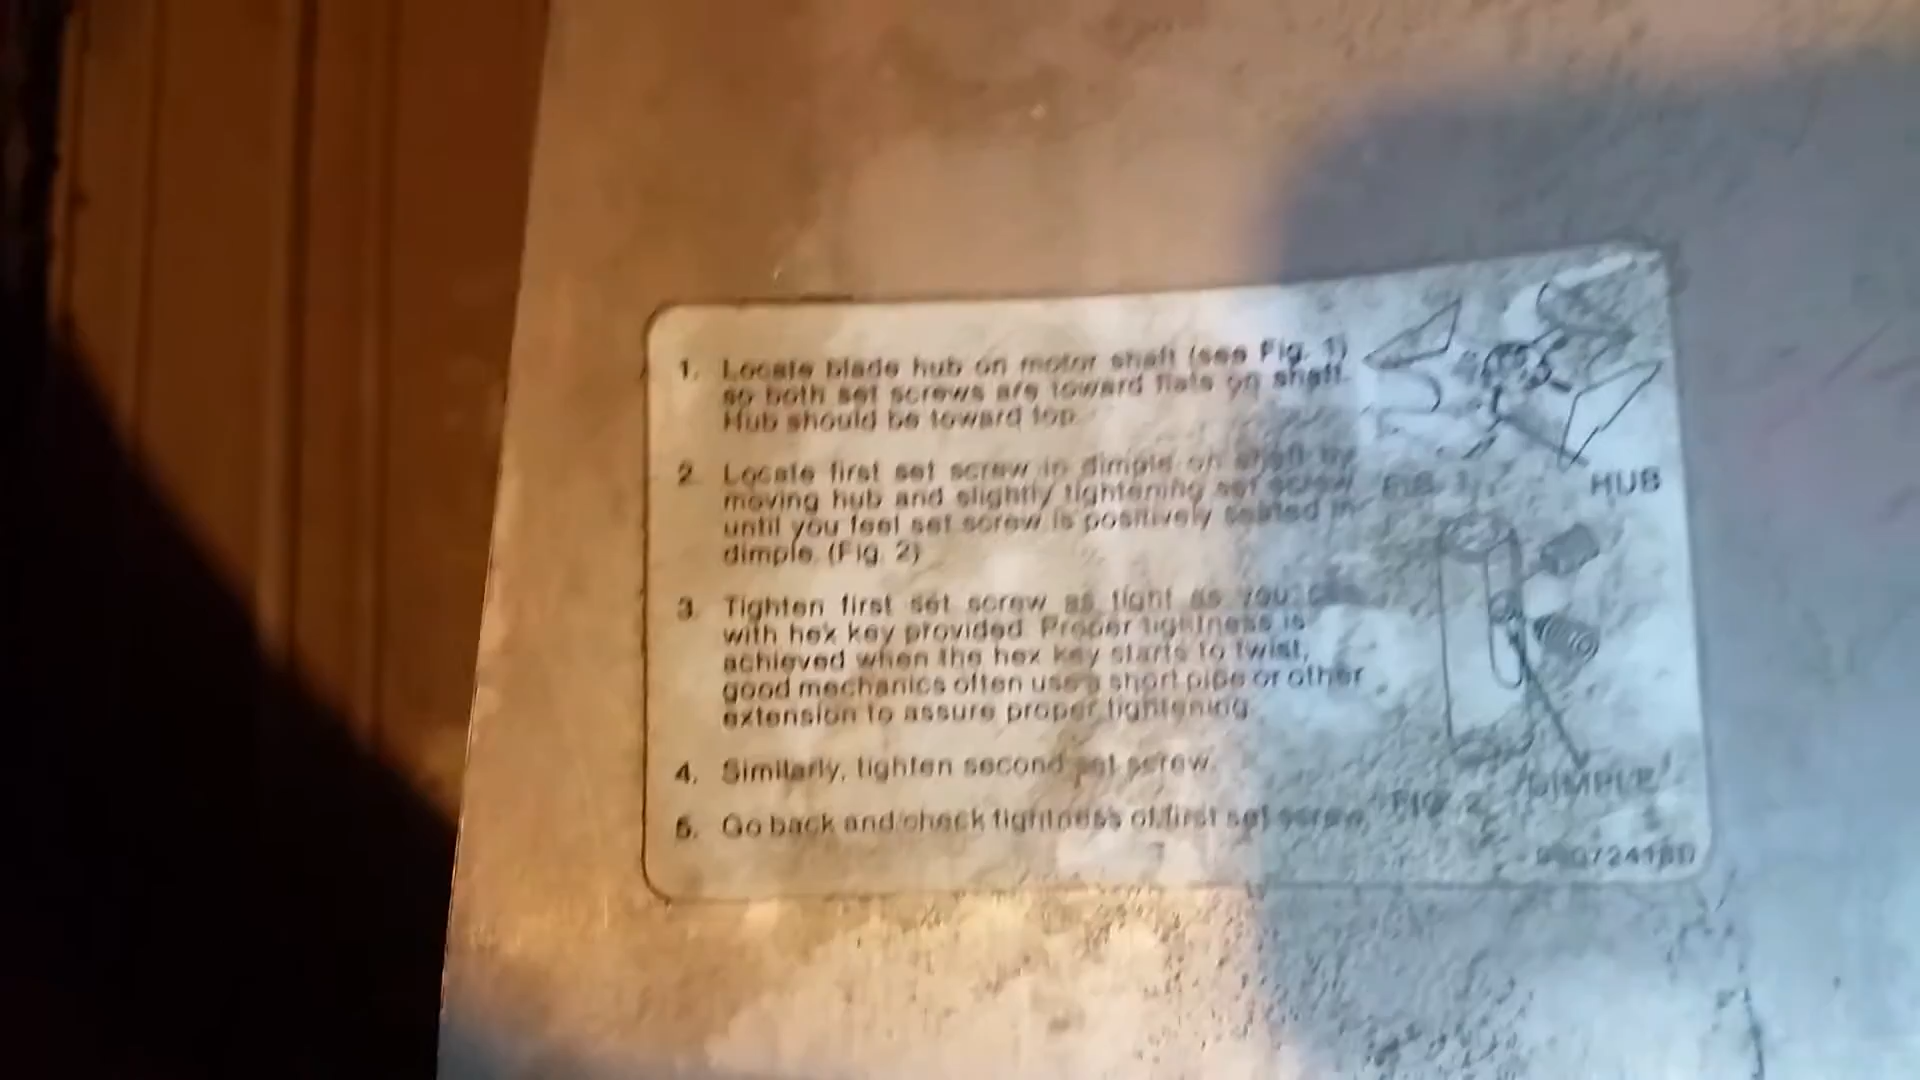 1. Locate blade hub on motor shaft (see Fig. 1)
so both set screws are toward flats on shaft.
Hub should be toward top.
2. Locate first set screw in dimple on shaft by
moving hub and slightly tightening set screw
until you feel set screw is positively seated in
dimple. (Fig. 2)
3. Tighten first set screw as tight as you can
with hex key provided. Proper tightness is
achieved when the hex key starts to twist,
good mechanics often use a short pipe or other
extension to assure proper tightening.
4. Similarly, tighten second set screw.
5. Go back and check tightness of first set screw.
HUB
FIG. 1
DIMPLE
FIG. 2